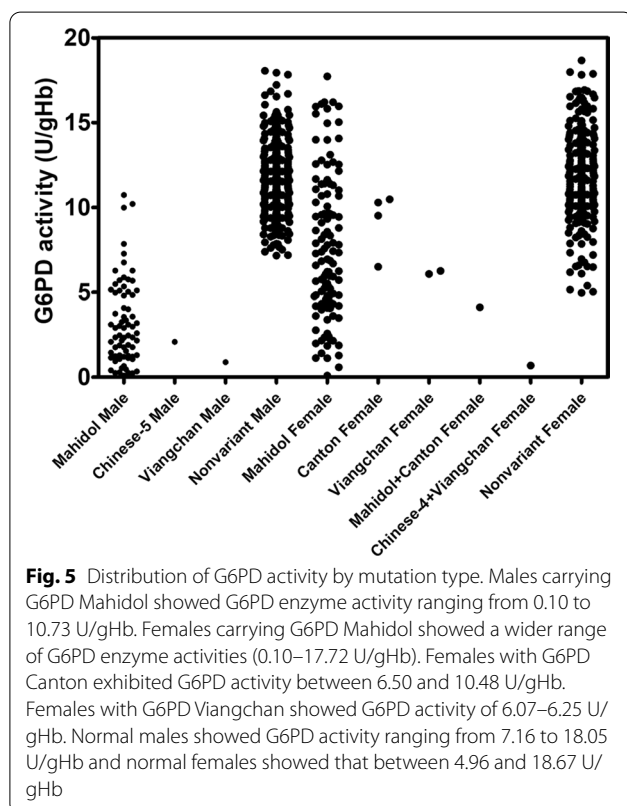 20
15
10
5
0
G6PD activity (U/gHb)
Mahidol Male
Chinese-5 Male
Viangchan Male
Nonvariant Male
Mahidol Female
Canton Female
Viangchan Female
Mahidol+Canton Female
Chinese-4+Viangchan Female
Nonvariant Female
Fig. 5 Distribution of G6PD activity by mutation type. Males carrying
G6PD Mahidol showed G6PD enzyme activity ranging from 0.10 to
10.73 U/gHb. Females carrying G6PD Mahidol showed a wider range
of G6PD enzyme activities (0.10–17.72 U/gHb). Females with G6PD
Canton exhibited G6PD activity between 6.50 and 10.48 U/gHb.
Females with G6PD Viangchan showed G6PD activity of 6.07–6.25 U/
gHb. Normal males showed G6PD activity ranging from 7.16 to 18.05
U/gHb and normal females showed that between 4.96 and 18.67 U/
gHb